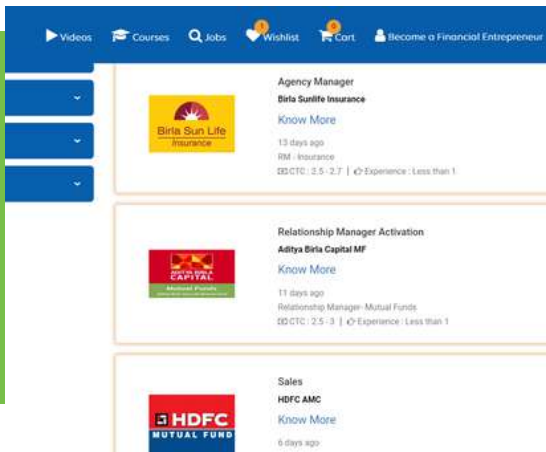 Videos Courses Jobs Wishlist Cart Become a Financial Entrepreneur
Agency Manager
Birla Sunlife Insurance
Know More
13 days ago
RM - Insurance
CTC : 2.5 - 2.7 | Experience : Less than 1
Birla Sun Life
Insurance
Relationship Manager Activation
Aditya Birla Capital MF
Know More
11 days ago
Relationship Manager- Mutual Funds
CTC : 2.5 - 3 | Experience : Less than 1
ADITYA BIRLA
CAPITAL
Mutual Funds
Sales
HDFC AMC
Know More
6 days ago
HDFC
MUTUAL FUND